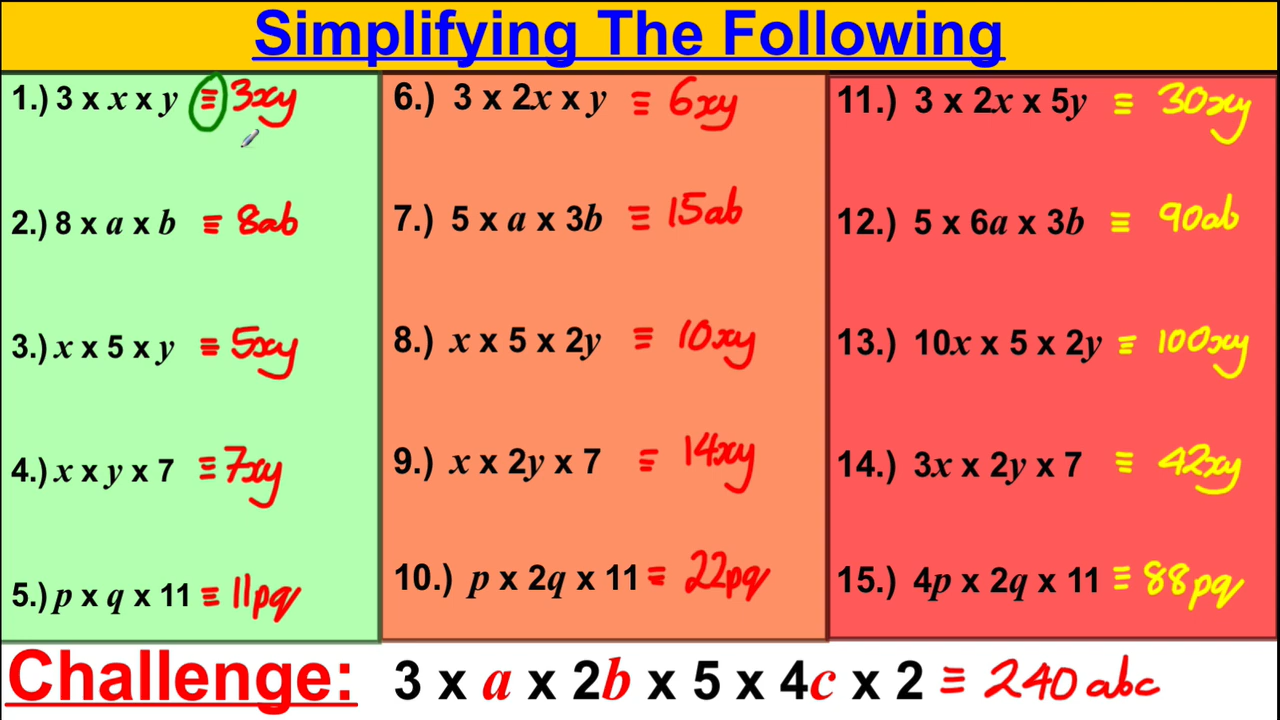 Simplifying The Following
1.) 3 x x x y ≡ 3xy
2.) 8 x a x b ≡ 8ab
3.) x x 5 x y ≡ 5xy
4.) x x y x 7 ≡ 7xy
5.) p x q x 11 ≡ 11pq
6.) 3 x 2x x y ≡ 6xy
7.) 5 x a x 3b ≡ 15ab
8.) x x 5 x 2y ≡ 10xy
9.) x x 2y x 7 ≡ 14xy
10.) p x 2q x 11 ≡ 22pq
11.) 3 x 2x x 5y ≡ 30xy
12.) 5 x 6a x 3b ≡ 90ab
13.) 10x x 5 x 2y ≡ 100xy
14.) 3x x 2y x 7 ≡ 42xy
15.) 4p x 2q x 11 ≡ 88pq
Challenge: 3 x a x 2b x 5 x 4c x 2 ≡ 240abc